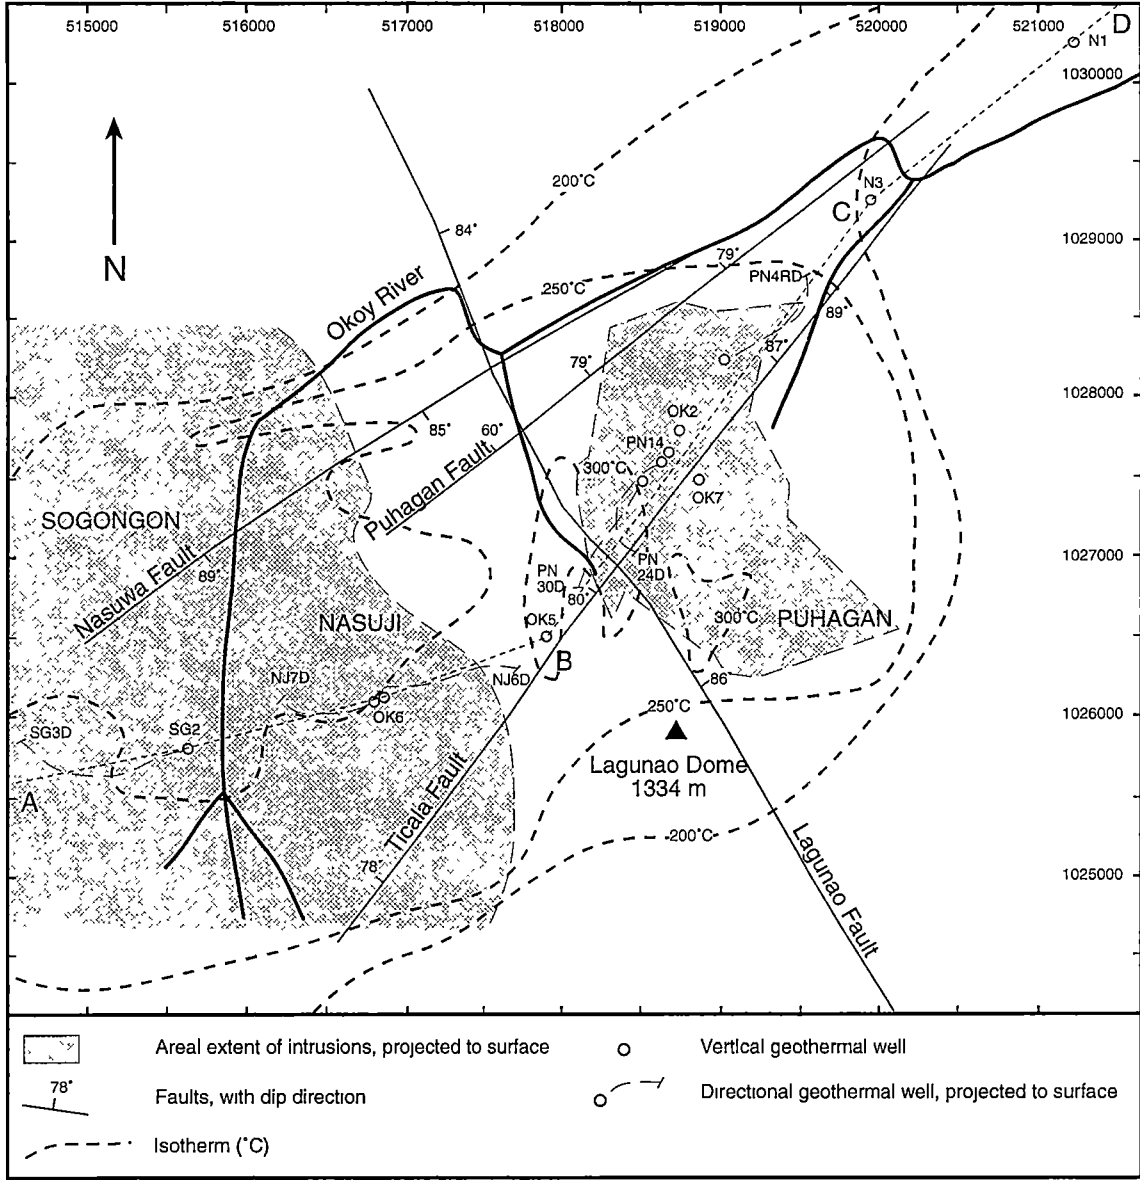 515000
516000
517000
518000
519000
520000
521000
D
N1
1030000
200°C
N3
C
84°
N
1029000
79°
PN4RD
250°C
Okoy River
89°
87°
79°
1028000
OK2
85°
60°
PN14
300°C
OK7
SOGONGON
Puhagan Fault
1027000
89°
PN
30D
PN
24D
80°
Nasuwa Fault
NASUJI
OK5
300°C
PUHAGAN
B
NJ7D
NJ6D
86°
OK6
250°C
1026000
SG3D
SG2
Lagunao Dome
1334 m
A
Ticala Fault
200°C
78°
Lagunao Fault
1025000
Areal extent of intrusions, projected to surface
Vertical geothermal well
78°
Faults, with dip direction
Directional geothermal well, projected to surface
Isotherm (°C)